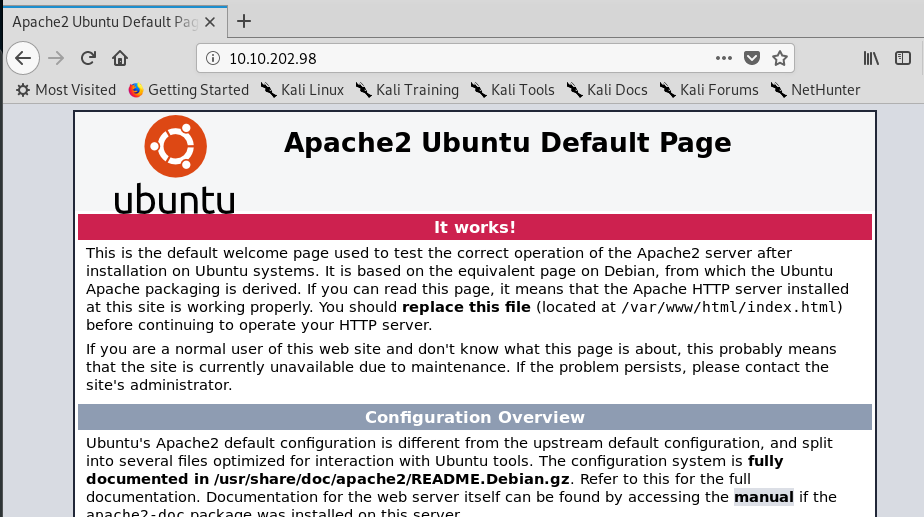 Apache2 Ubuntu Default Pag
10.10.202.98
Most Visited Getting Started Kali Linux Kali Training Kali Tools Kali Docs Kali Forums NetHunter
ubuntu
Apache2 Ubuntu Default Page
It works!
This is the default welcome page used to test the correct operation of the Apache2 server after
installation on Ubuntu systems. It is based on the equivalent page on Debian, from which the Ubuntu
Apache packaging is derived. If you can read this page, it means that the Apache HTTP server installed
at this site is working properly. You should replace this file (located at /var/www/html/index.html)
before continuing to operate your HTTP server.
If you are a normal user of this web site and don't know what this page is about, this probably means
that the site is currently unavailable due to maintenance. If the problem persists, please contact the
site's administrator.
Configuration Overview
Ubuntu's Apache2 default configuration is different from the upstream default configuration, and split
into several files optimized for interaction with Ubuntu tools. The configuration system is fully
documented in /usr/share/doc/apache2/README.Debian.gz. Refer to this for the full
documentation. Documentation for the web server itself can be found by accessing the manual if the
apache2-doc package was installed on this server.